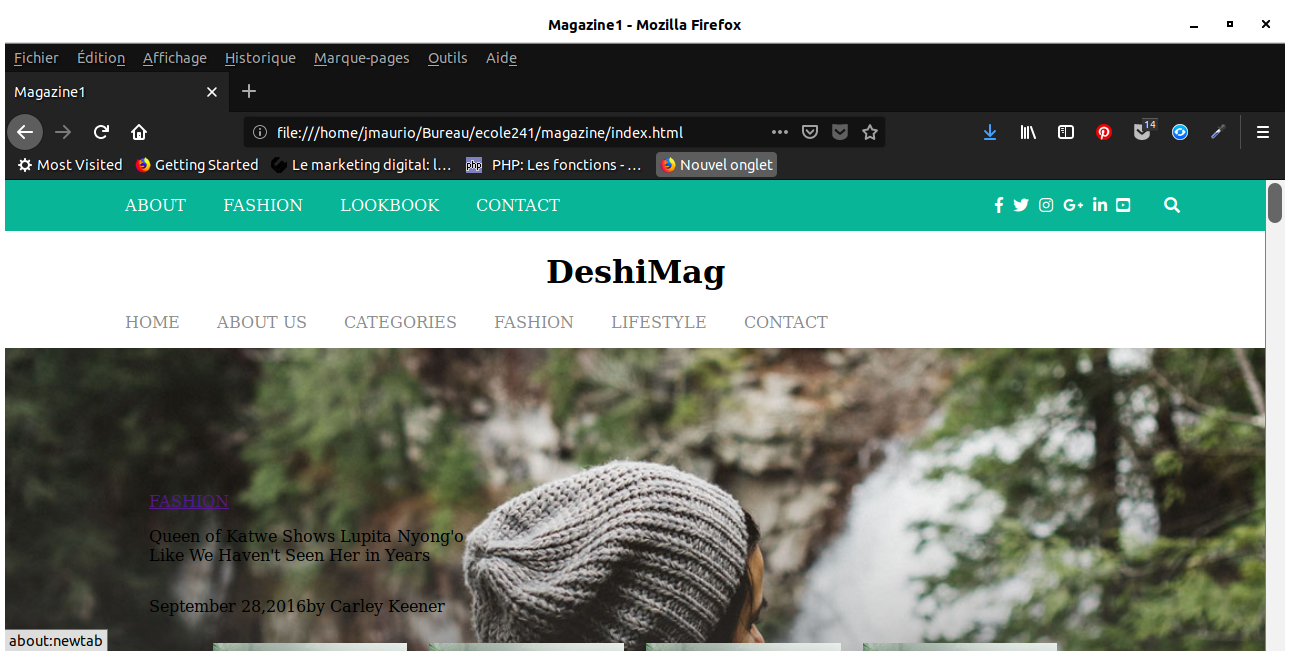 Magazine1 - Mozilla Firefox
Fichier Édition Affichage Historique Marque-pages Outils Aide
Magazine1
file:///home/jmaurio/Bureau/ecole241/magazine/index.html
14
Most Visited Getting Started Le marketing digital: l… php PHP: Les fonctions - … Nouvel onglet
ABOUT FASHION LOOKBOOK CONTACT
DeshiMag
HOME ABOUT US CATEGORIES FASHION LIFESTYLE CONTACT
FASHION
Queen of Katwe Shows Lupita Nyong'o
Like We Haven't Seen Her in Years
September 28,2016by Carley Keener
about:newtab